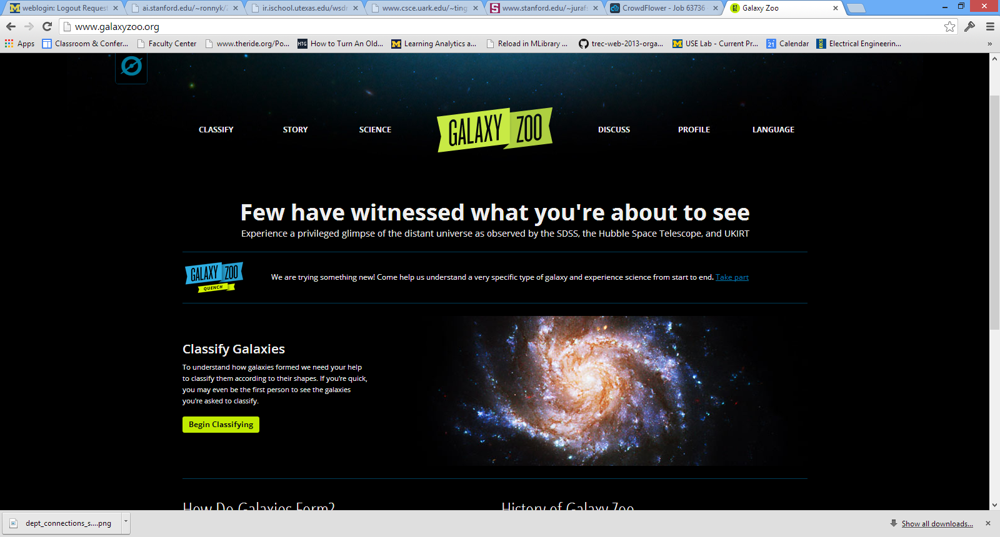 weblogin: Logout Request
ai.stanford.edu/~ronnyk/
ir.ischool.utexas.edu/wsd
www.csce.uark.edu/~ting
www.stanford.edu/~jurafs
CrowdFlower - Job 63736
Galaxy Zoo
www.galaxyzoo.org
Apps
Classroom & Confer...
Faculty Center
www.theride.org/Po...
HTG How to Turn An Old...
Learning Analytics a...
Reload in MLibrary ...
trec-web-2013-orga...
USE Lab - Current Pr...
21 Calendar
EECS Electrical Engineerin...
»
CLASSIFY STORY SCIENCE GALAXY ZOO DISCUSS PROFILE LANGUAGE
Few have witnessed what you're about to see
Experience a privileged glimpse of the distant universe as observed by the SDSS, the Hubble Space Telescope, and UKIRT
GALAXY ZOO
QUENCH
We are trying something new! Come help us understand a very specific type of galaxy and experience science from start to end. Take part
Classify Galaxies
To understand how galaxies formed we need your help
to classify them according to their shapes. If you're quick,
you may even be the first person to see the galaxies
you're asked to classify.
Begin Classifying
How Do Galaxies Form?
History of Galaxy Zoo
dept_connections_s....png
Show all downloads...